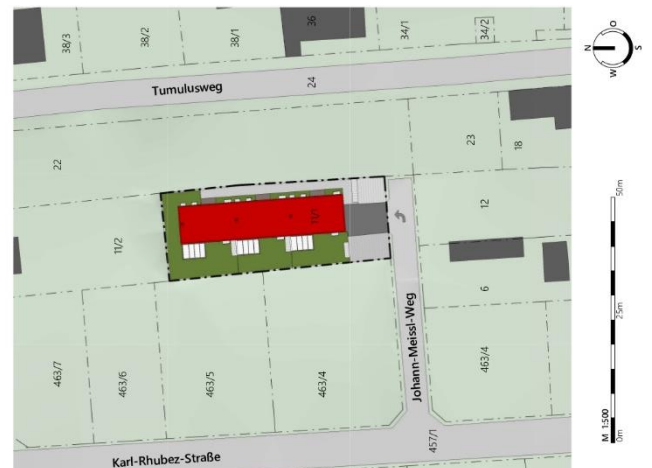 38/3
38/2
38/1
36
34/1
34/2
Tumulusweg
24
22
23
18
11/2
11/1
12
6
463/7
463/6
463/5
463/4
463/4
Johann-Meissl-Weg
457/1
Karl-Rhubez-Straße
N
O
S
W
M 1:500
0m
25m
50m